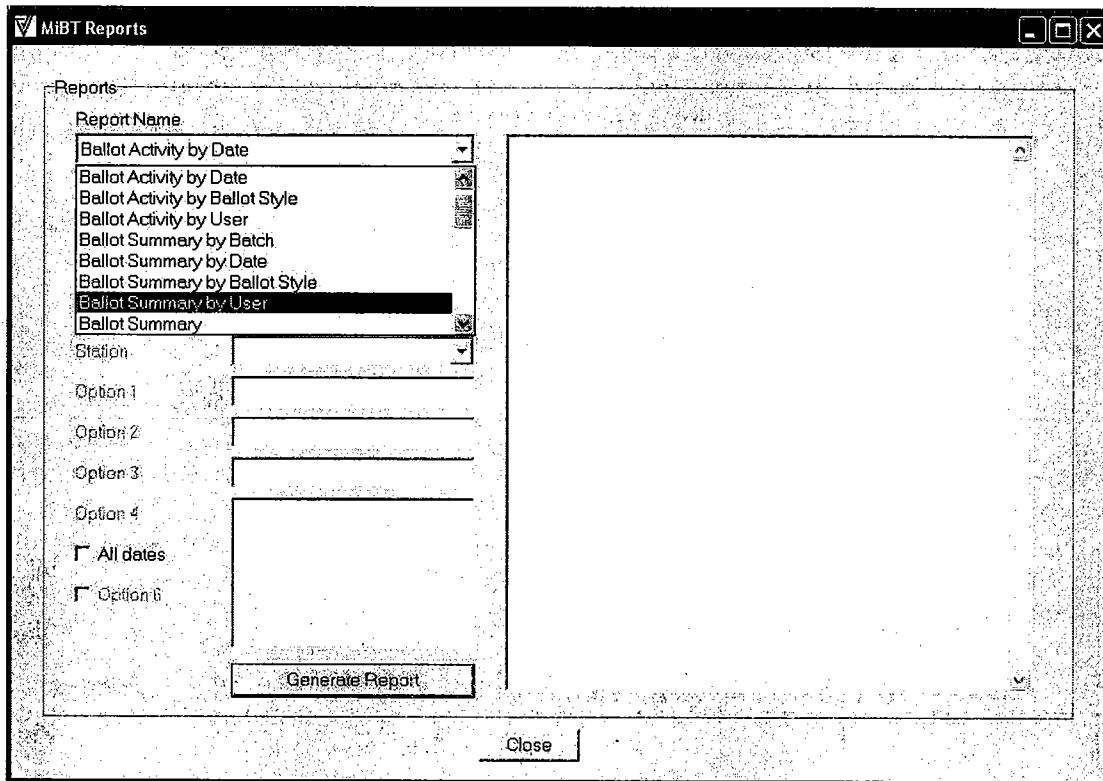 MiBT Reports
Reports
Report Name
Ballot Activity by Date
Ballot Activity by Date
Ballot Activity by Ballot Style
Ballot Activity by User
Ballot Summary by Batch
Ballot Summary by Date
Ballot Summary by Ballot Style
Ballot Summary by User
Ballot Summary
Station
Option 1
Option 2
Option 3
Option 4
All dates
Option 6
Generate Report
Close